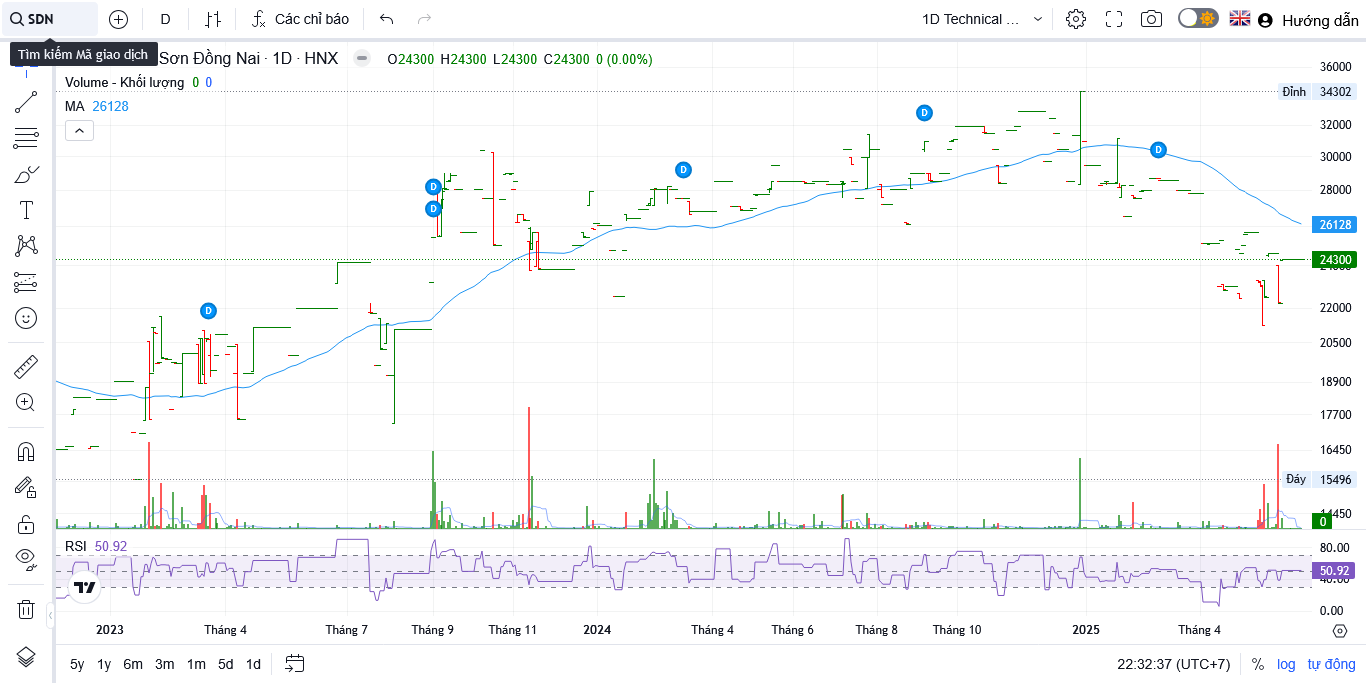 SDN
D
Các chỉ báo
1D Technical ...
Hướng dẫn
Tìm kiếm Mã giao dịch
Sơn Đồng Nai · 1D · HNX
O24300 H24300 L24300 C24300 0 (0.00%)
Volume - Khối lượng 0 0
MA 26128
36000
Đỉnh 34302
32000
30000
28000
26128
24300
24000
22000
20500
18900
17700
16450
Đáy 15496
14450
0
D
D
D
D
D
D
RSI 50.92
80.00
50.92
40.00
0.00
2023
Tháng 4
Tháng 7
Tháng 9
Tháng 11
2024
Tháng 4
Tháng 6
Tháng 8
Tháng 10
2025
Tháng 4
5y 1y 6m 3m 1m 5d 1d
22:32:37 (UTC+7)
%
log
tự động